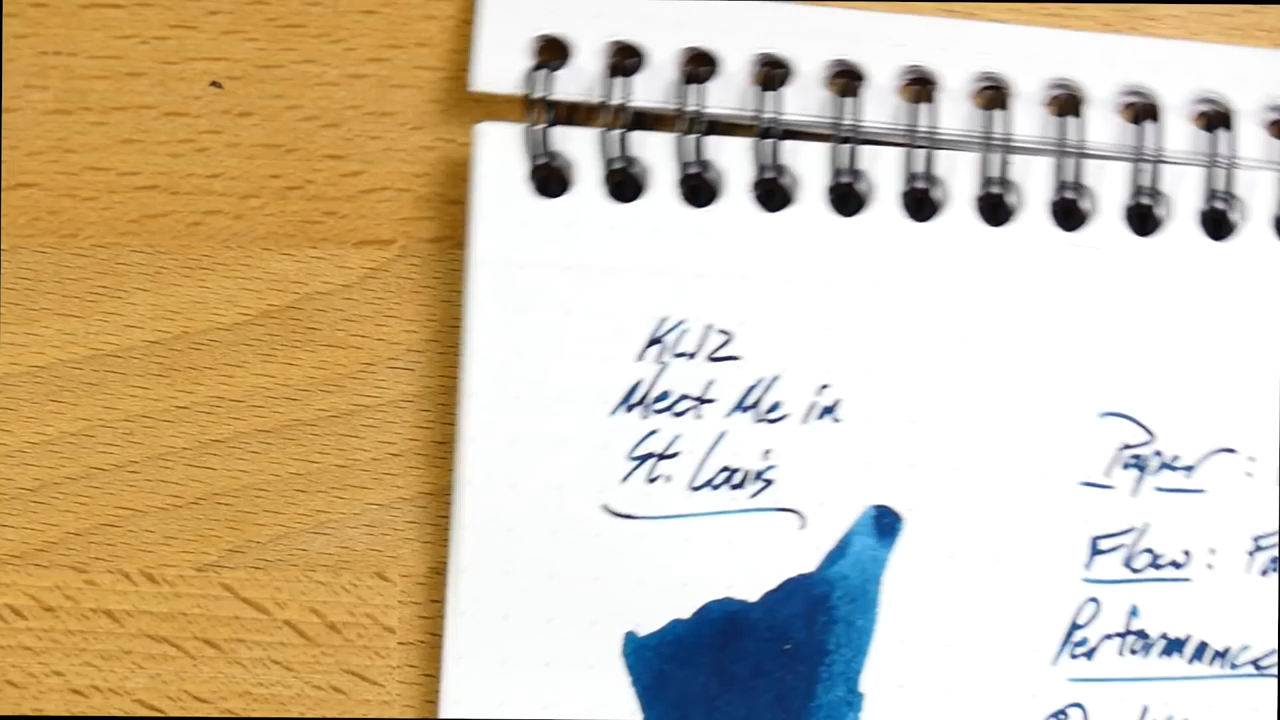 KWZ
Meet Me in
St. Louis
Paper:
Flow:
Performance